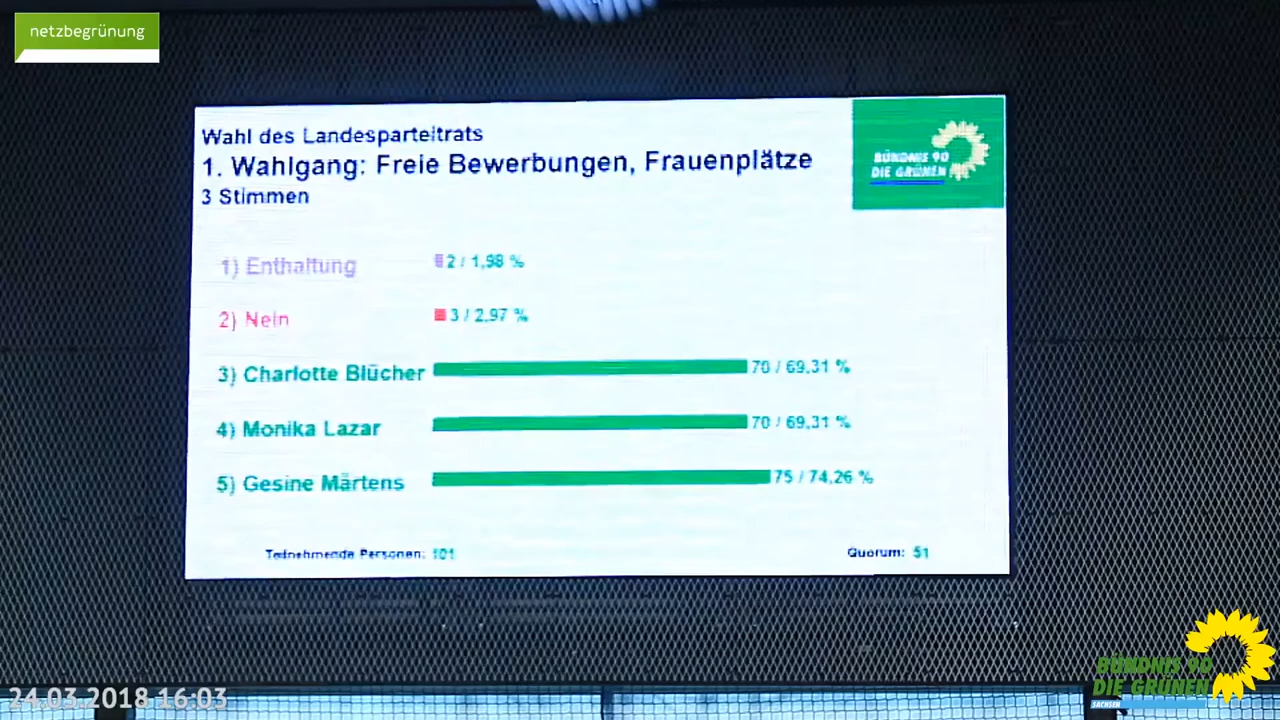 netzbegrünung
Wahl des Landesparteitrats
1. Wahlgang: Freie Bewerbungen, Frauenplätze
3 Stimmen
BÜNDNIS 90
DIE GRÜNEN
1) Enthaltung 2 / 1,98 %
2) Nein 3 / 2,97 %
3) Charlotte Blücher 70 / 69,31 %
4) Monika Lazar 70 / 69,31 %
5) Gesine Märtens 75 / 74,26 %
Teilnehmende Personen: 101 Quorum: 51
24.03.2018 16:03
BÜNDNIS 90
DIE GRÜNEN
SACHSEN